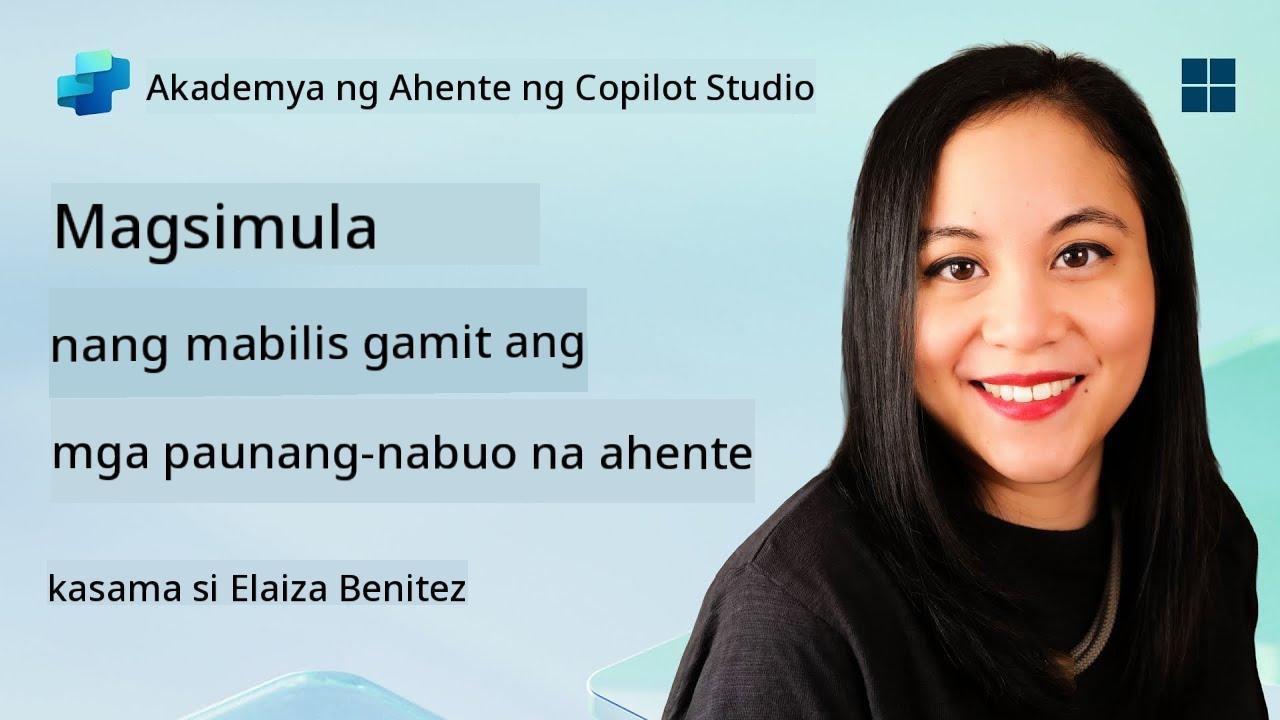 Akademya ng Ahente ng Copilot Studio
Magsimula
nang mabilis gamit ang
mga paunang-nabuo na ahente
kasama si Elaiza Benitez